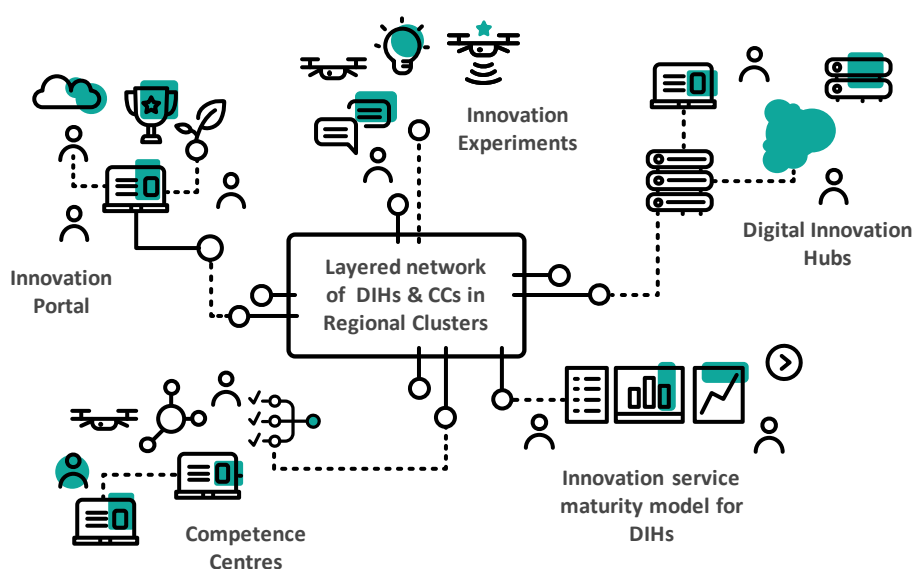 Innovation
Experiments
Digital Innovation
Hubs
Innovation
Portal
Layered network
of DIHs & CCs in
Regional Clusters
Competence
Centres
Innovation service
maturity model for
DIHs